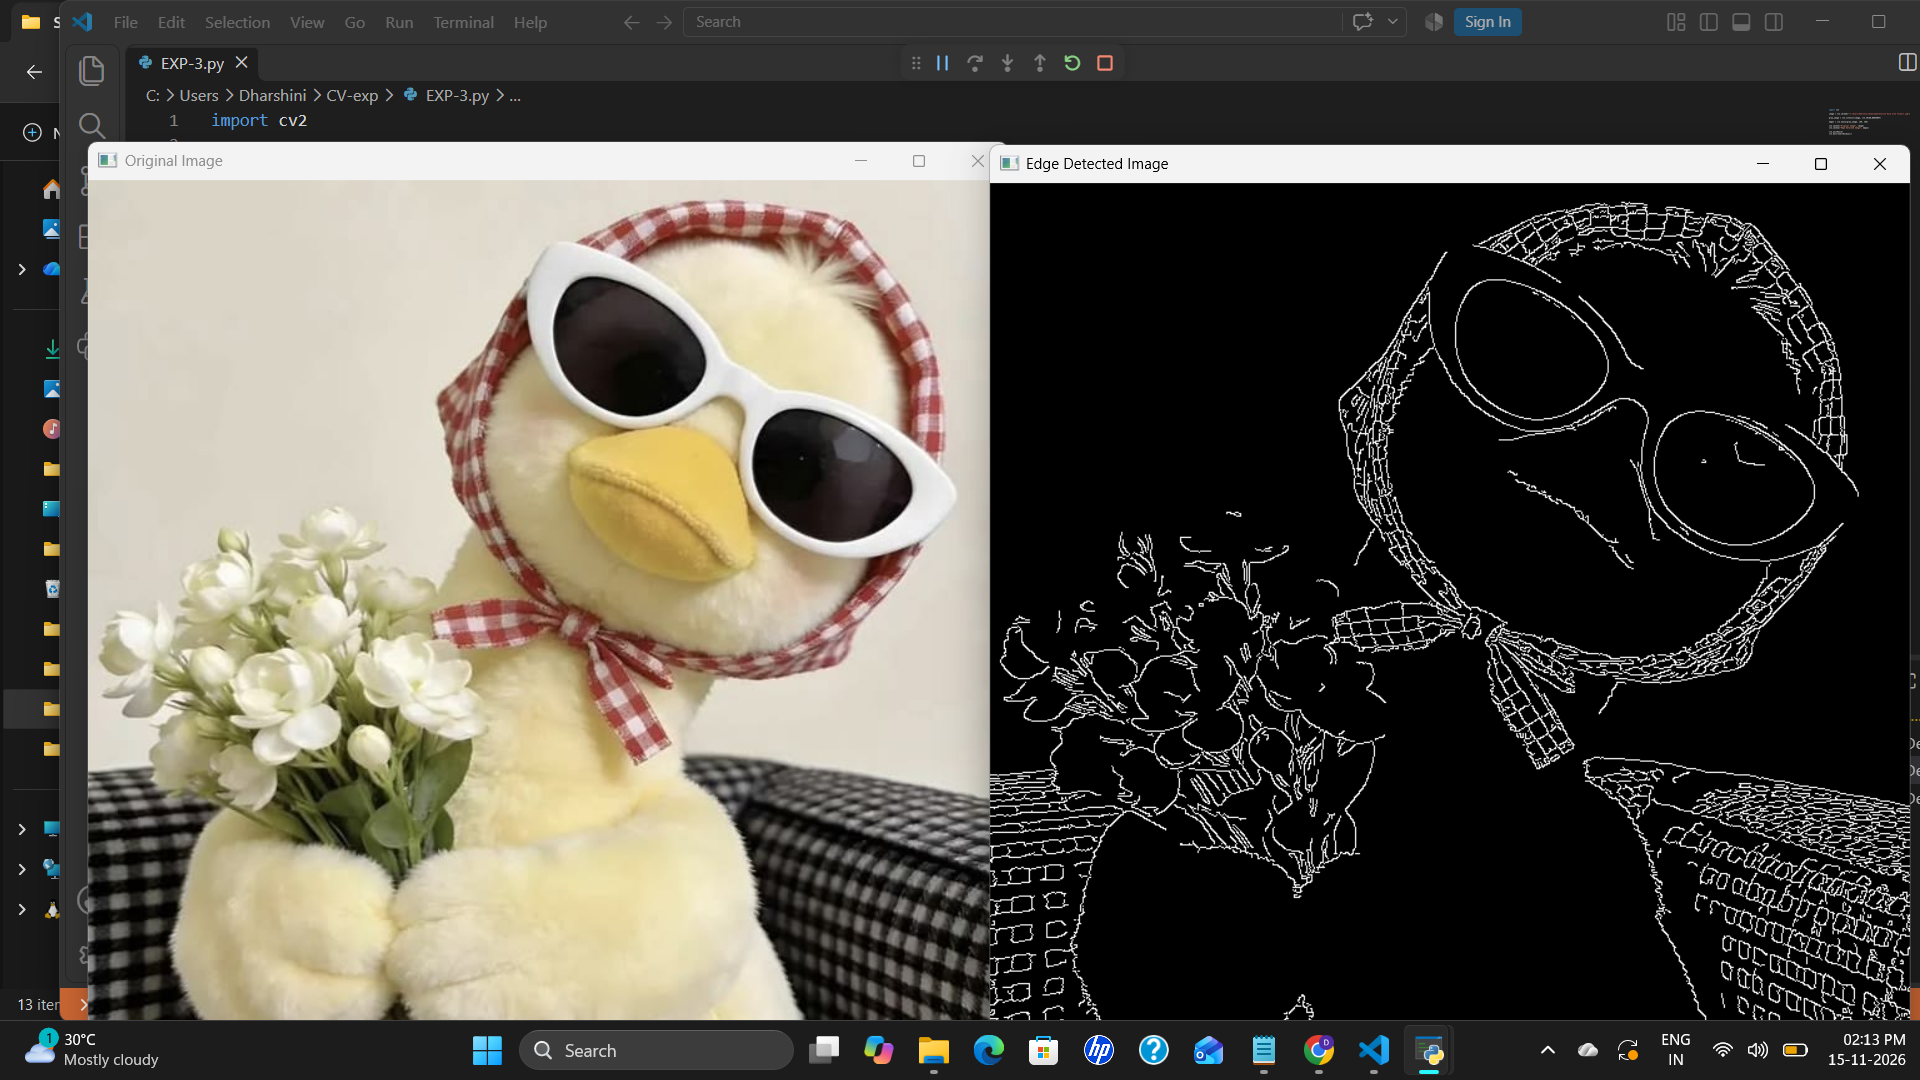 File Edit Selection View Go Run Terminal Help
Search
Sign In
EXP-3.py
C: Users Dharshini CV-exp EXP-3.py ...
1 import cv2
Original Image
Edge Detected Image
13 iter
1
30°C
Mostly cloudy
Search
hp
D
ENG
IN
02:13 PM
15-11-2026